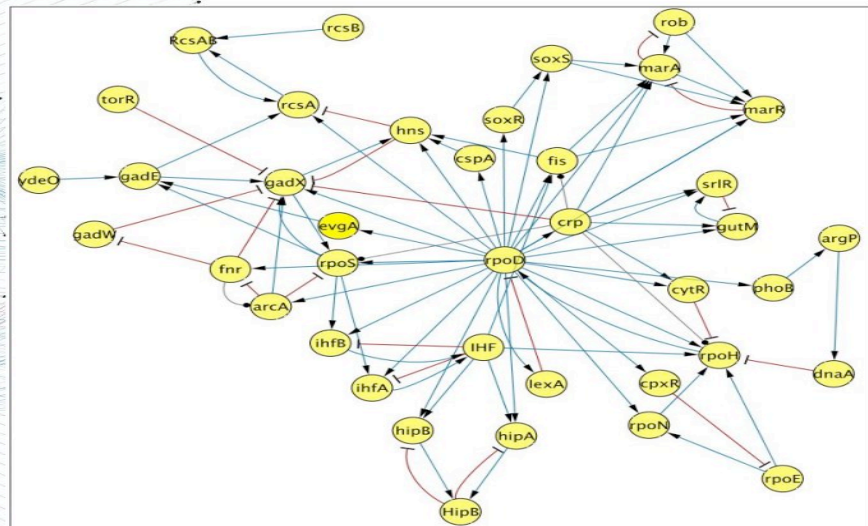 rcsB
rob
RcsAB
soxS
marA
torR
rcsA
soxR
marR
hns
cspA
fis
ydeO
gadE
gadX
srlR
gadW
evgA
crp
gutM
argP
fnr
rpoS
rpoD
cytR
phoB
arcA
ihfB
IHF
rpoH
ihfA
lexA
cpxR
dnaA
hipB
hipA
rpoN
HipB
rpoE